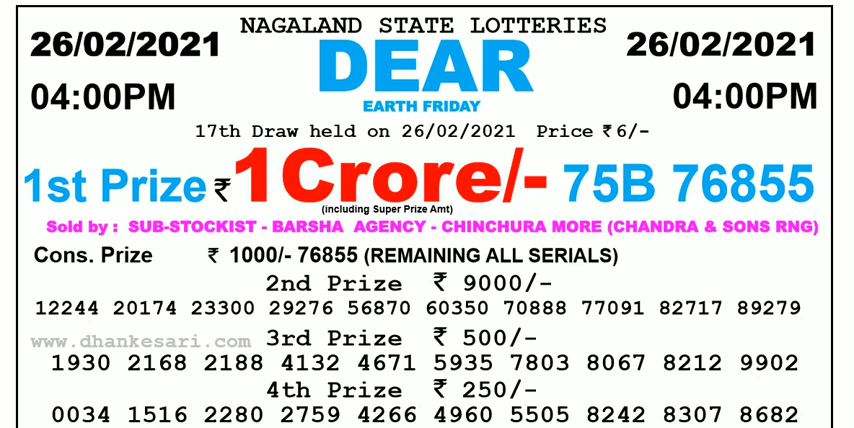 NAGALAND STATE LOTTERIES
26/02/2021 DEAR 26/02/2021
04:00PM EARTH FRIDAY 04:00PM
17th Draw held on 26/02/2021 Price ₹ 6/-
1st Prize ₹ 1Crore/- 75B 76855
(including Super Prize Amt)
Sold by : SUB-STOCKIST - BARSHA AGENCY - CHINCHURA MORE (CHANDRA & SONS RNG)
Cons. Prize ₹ 1000/- 76855 (REMAINING ALL SERIALS)
2nd Prize ₹ 9000/-
12244 20174 23300 29276 56870 60350 70888 77091 82717 89279
www.dhankesari.com 3rd Prize ₹ 500/-
1930 2168 2188 4132 4671 5935 7803 8067 8212 9902
4th Prize ₹ 250/-
0034 1516 2280 2759 4266 4960 5505 8242 8307 8682